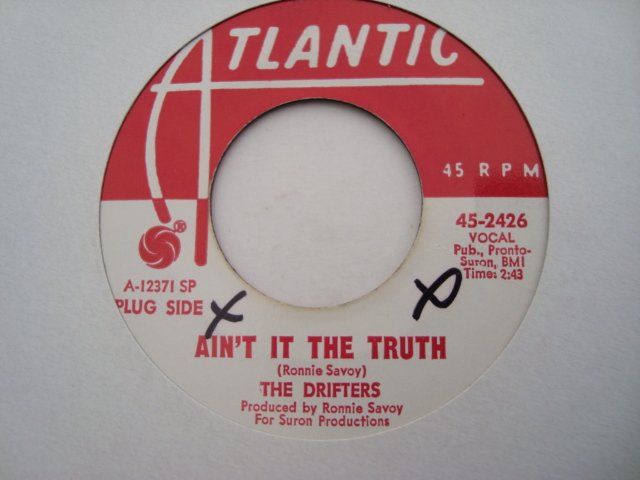 ATLANTIC
45 RPM
45-2426
VOCAL
Pub., Pronto-
Suron, BMI
Time: 2:43
A-12371 SP
PLUG SIDE
X
X
AIN'T IT THE TRUTH
(Ronnie Savoy)
THE DRIFTERS
Produced by Ronnie Savoy
For Suron Productions